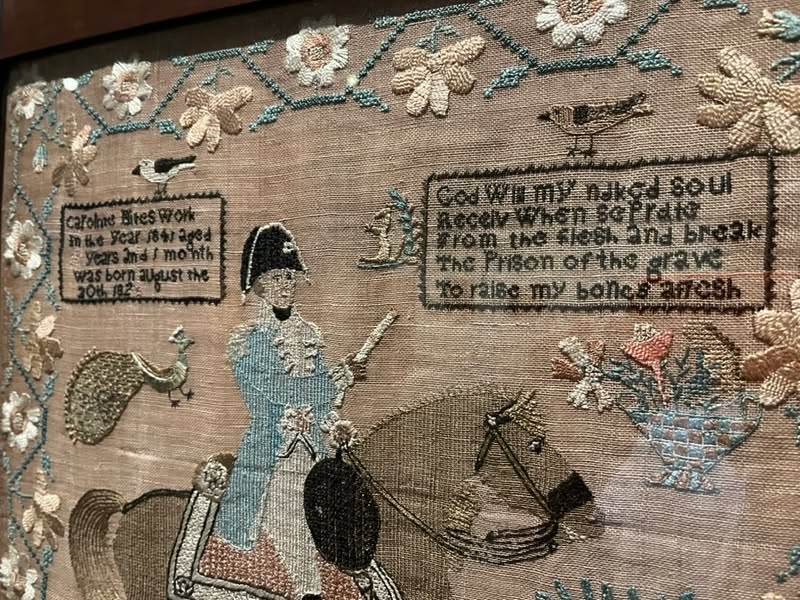 Caroline Bites Work
in the Year 1841 aged
years and 1 month
was born august the
20th 182
God Will my naked soul
Receiv When seprate
From the flesh and break
The Prison of the grave
To raise my bones afresh